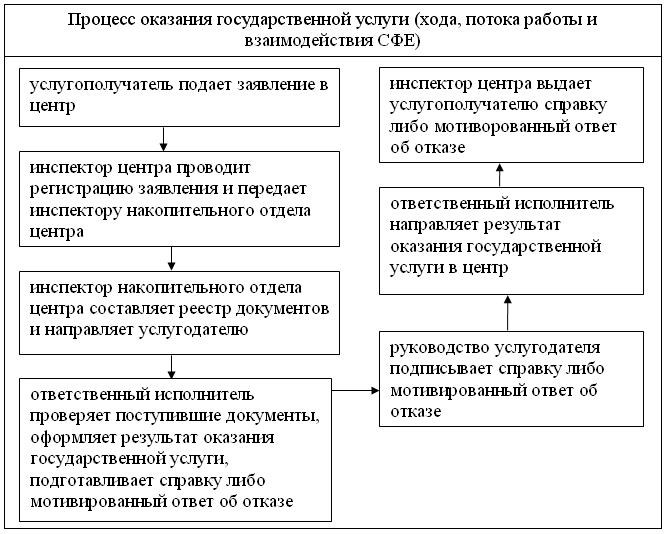 Процесс оказания государственной услуги (хода, потока работы и
взаимодействия СФЕ)
услугополучатель подает заявление в
центр
инспектор центра проводит
регистрацию заявления и передает
инспектору накопительного отдела
центра
инспектор накопительного отдела
центра составляет реестр документов
и направляет услугодателю
ответственный исполнитель
проверяет поступившие документы,
оформляет результат оказания
государственной услуги,
подготавливает справку либо
мотивированный ответ об отказе
руководство услугодателя
подписывает справку либо
мотивированный ответ об
отказе
ответственный исполнитель
направляет результат
оказания государственной
услуги в центр
инспектор центра выдает
услугополучателю справку
либо мотиворованный ответ
об отказе